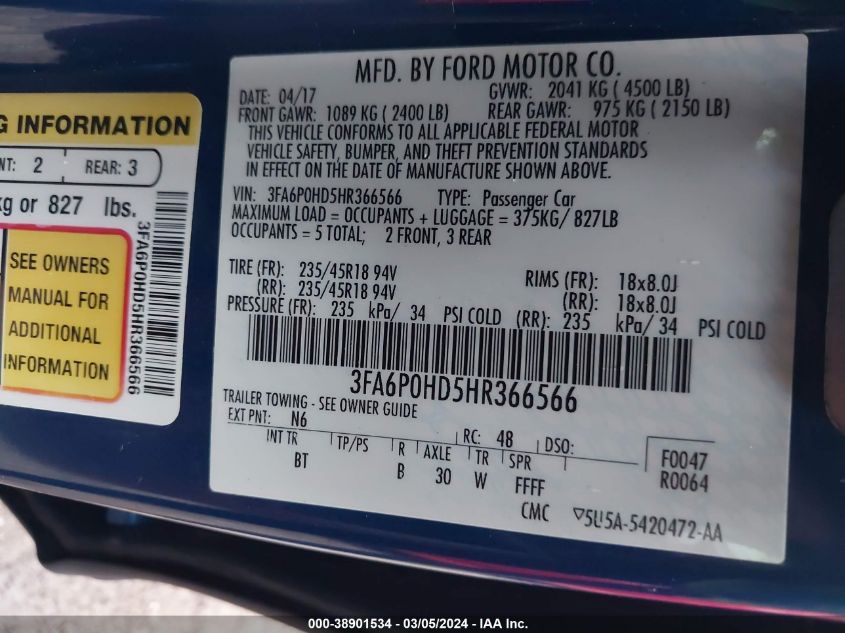 G INFORMATION
NT: 2 REAR: 3
kg or 827 lbs.
SEE OWNERS
MANUAL FOR
ADDITIONAL
INFORMATION
3FA6P0HD5HR366566
MFD. BY FORD MOTOR CO.
DATE: 04/17 GVWR: 2041 KG ( 4500 LB)
FRONT GAWR: 1089 KG ( 2400 LB) REAR GAWR: 975 KG ( 2150 LB)
THIS VEHICLE CONFORMS TO ALL APPLICABLE FEDERAL MOTOR
VEHICLE SAFETY, BUMPER, AND THEFT PREVENTION STANDARDS
IN EFFECT ON THE DATE OF MANUFACTURE SHOWN ABOVE.
VIN: 3FA6P0HD5HR366566 TYPE: Passenger Car
MAXIMUM LOAD = OCCUPANTS + LUGGAGE = 375KG/ 827LB
OCCUPANTS = 5 TOTAL; 2 FRONT, 3 REAR
TIRE (FR): 235/45R18 94V RIMS (FR): 18x8.0J
(RR): 235/45R18 94V (RR): 18x8.0J
PRESSURE (FR): 235 kPa/ 34 PSI COLD (RR): 235 kPa/ 34 PSI COLD
3FA6P0HD5HR366566
TRAILER TOWING - SEE OWNER GUIDE
EXT PNT: N6 RC: 48 DSO:
INT TR TP/PS R AXLE TR SPR F0047
BT B 30 W FFFF R0064
CMC ▽5U5A-5420472-AA
000-38901534 - 03/05/2024 - IAA Inc.